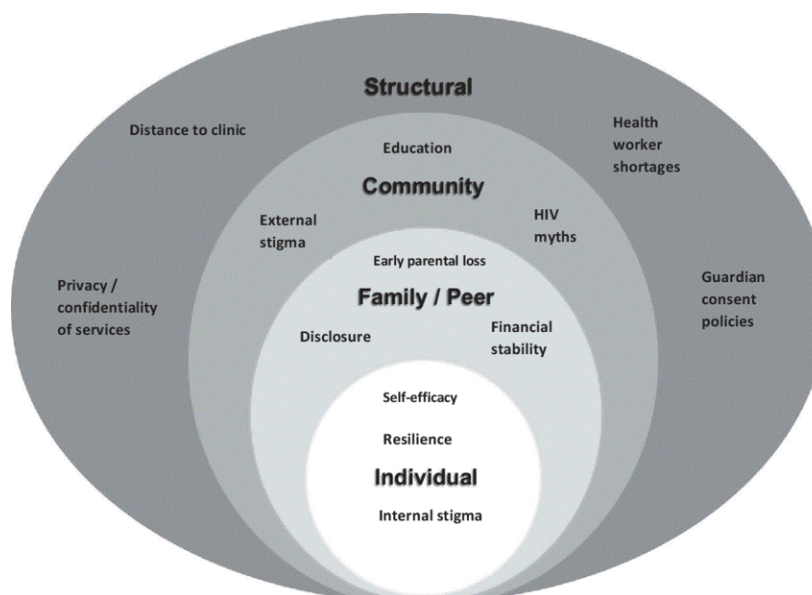 Structural
Distance to clinic
Health
worker
shortages
Education
Community
External
stigma
HIV
myths
Early parental loss
Privacy /
confidentiality
of services
Family / Peer
Guardian
consent
policies
Disclosure
Financial
stability
Self-efficacy
Resilience
Individual
Internal stigma